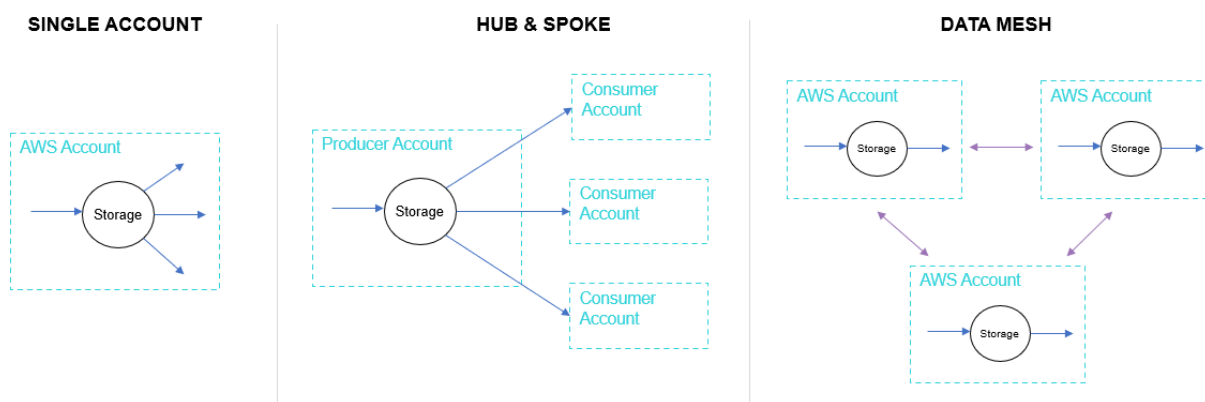 SINGLE ACCOUNT
AWS Account
Storage
HUB & SPOKE
Producer Account
Storage
Consumer
Account
Consumer
Account
Consumer
Account
DATA MESH
AWS Account
Storage
AWS Account
Storage
AWS Account
Storage